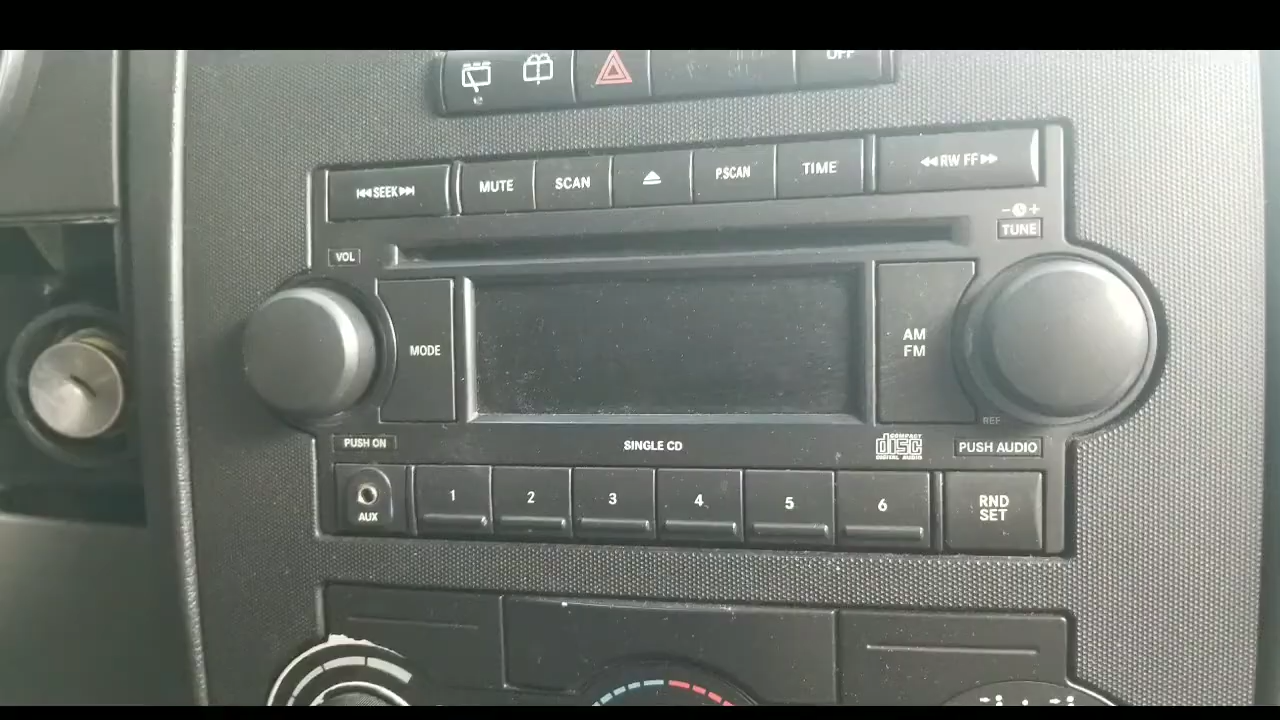 OFF
SEEK
MUTE
SCAN
P.SCAN
TIME
RW FF
− +
TUNE
VOL
MODE
AM
FM
REF
PUSH ON
SINGLE CD
COMPACT
disc
DIGITAL AUDIO
PUSH AUDIO
AUX
1
2
3
4
5
6
RND
SET